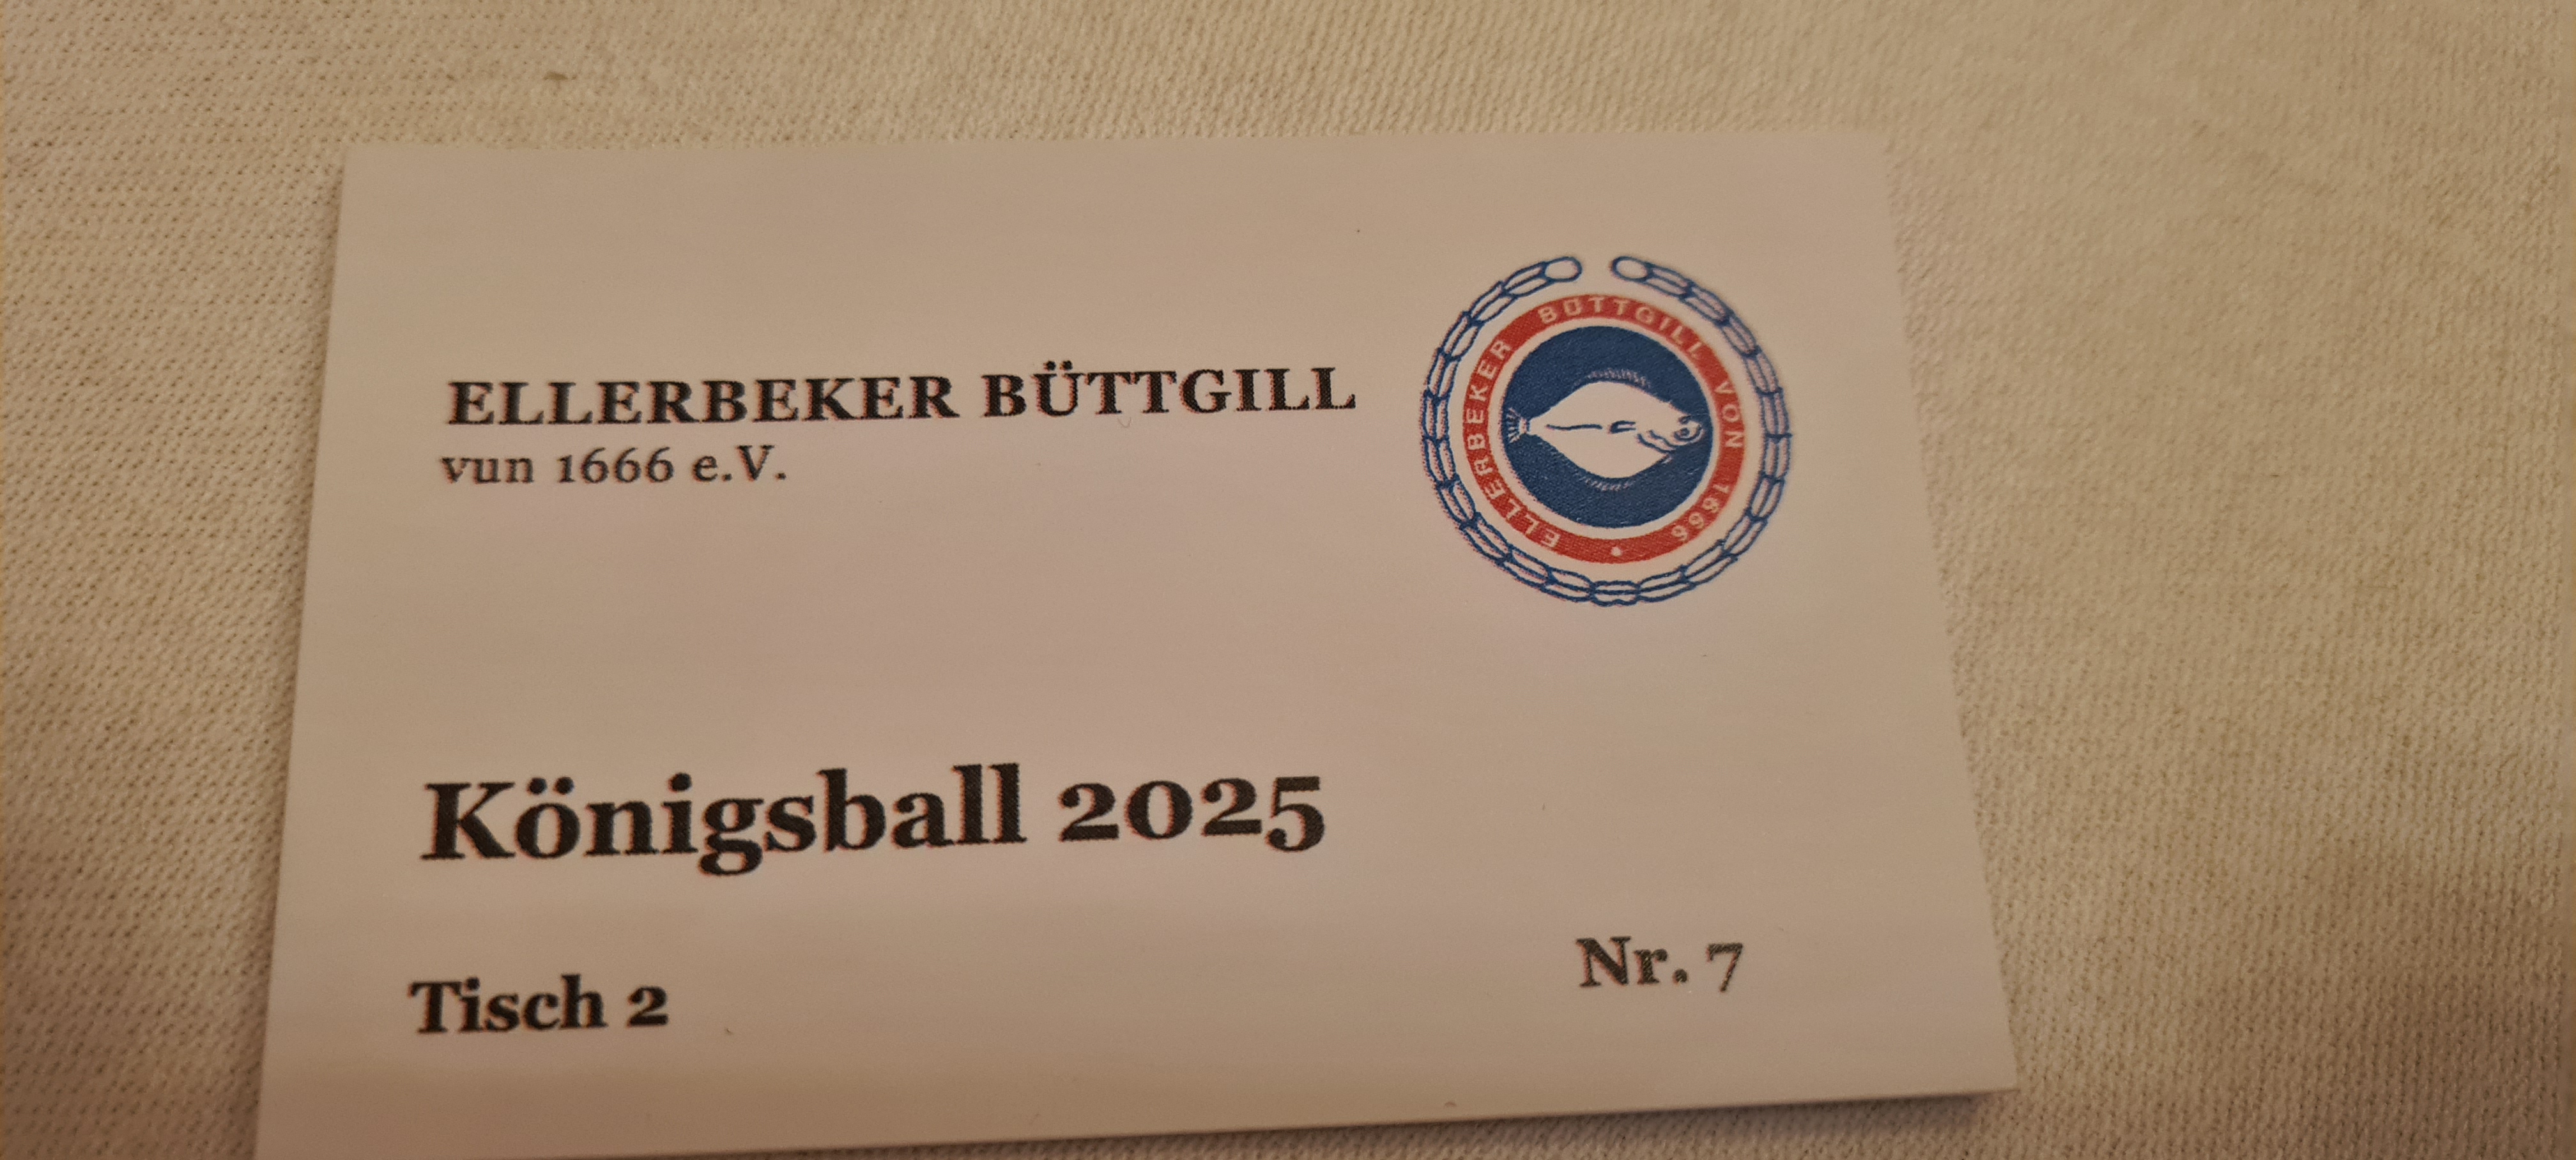 ELLERBEKER BÜTTGILL
vun 1666 e.V.
ELLERBEKER BÜTTGILL VON 1666
Königsball 2025
Tisch 2
Nr. 7